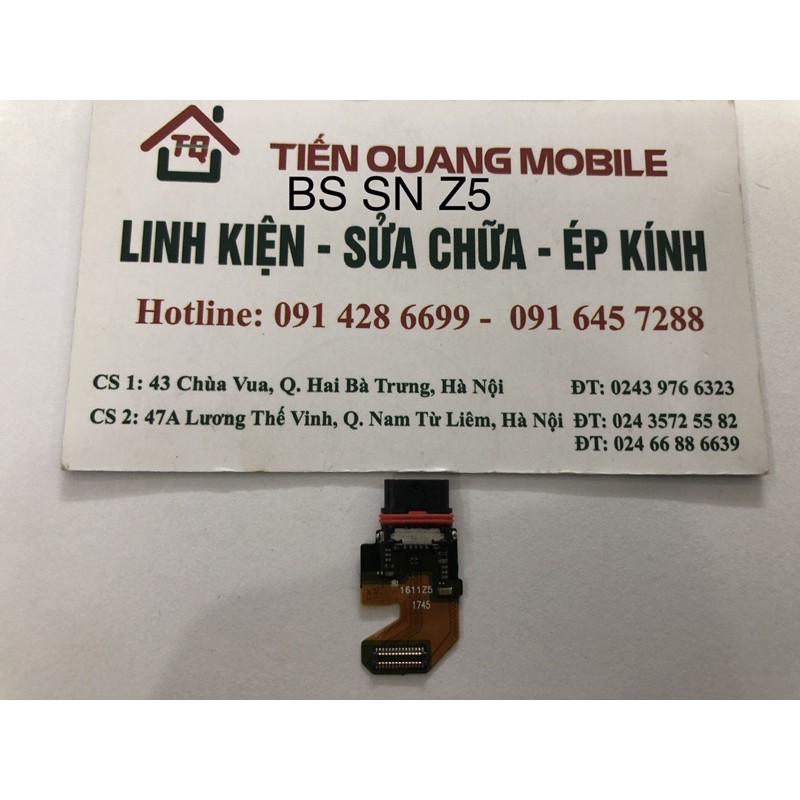 TQ
TIẾN QUANG MOBILE
BS SN Z5
LINH KIỆN - SỬA CHỮA - ÉP KÍNH
Hotline: 091 428 6699 - 091 645 7288
CS 1: 43 Chùa Vua, Q. Hai Bà Trưng, Hà Nội ĐT: 0243 976 6323
CS 2: 47A Lương Thế Vinh, Q. Nam Từ Liêm, Hà Nội ĐT: 024 3572 55 82
ĐT: 024 66 88 6639
1611Z5
1745